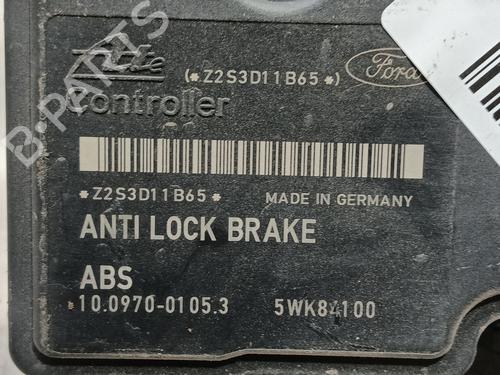 Ate
(*Z2S3D11B65*)
Ford
Controller
*Z2S3D11B65*
MADE IN GERMANY
ANTI LOCK BRAKE
ABS
10.0970-0105.3
5WK84100
B-PARTS